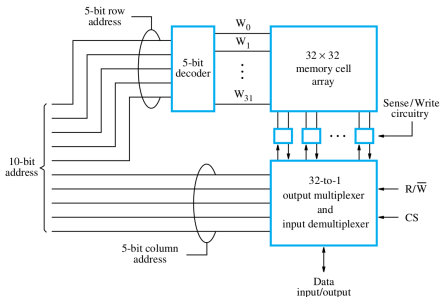 5-bit row
address
W0
W1
5-bit
decoder
W31
32 × 32
memory cell
array
Sense/Write
circuitry
10-bit
address
32-to-1
output multiplexer
and
input demultiplexer
R/W̅
CS
5-bit column
address
Data
input/output